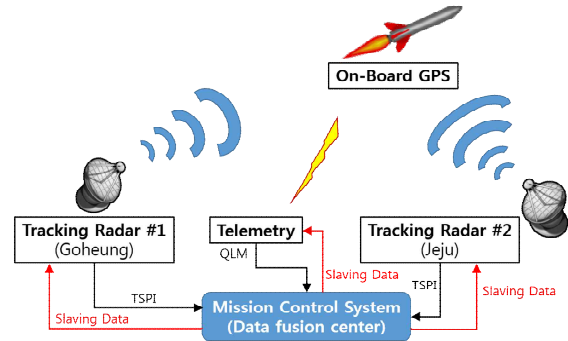 On-Board GPS
Tracking Radar #1
(Goheung)
Telemetry
Tracking Radar #2
(Jeju)
QLM
Slaving Data
TSPI
TSPI
Slaving Data
Slaving Data
Mission Control System
(Data fusion center)